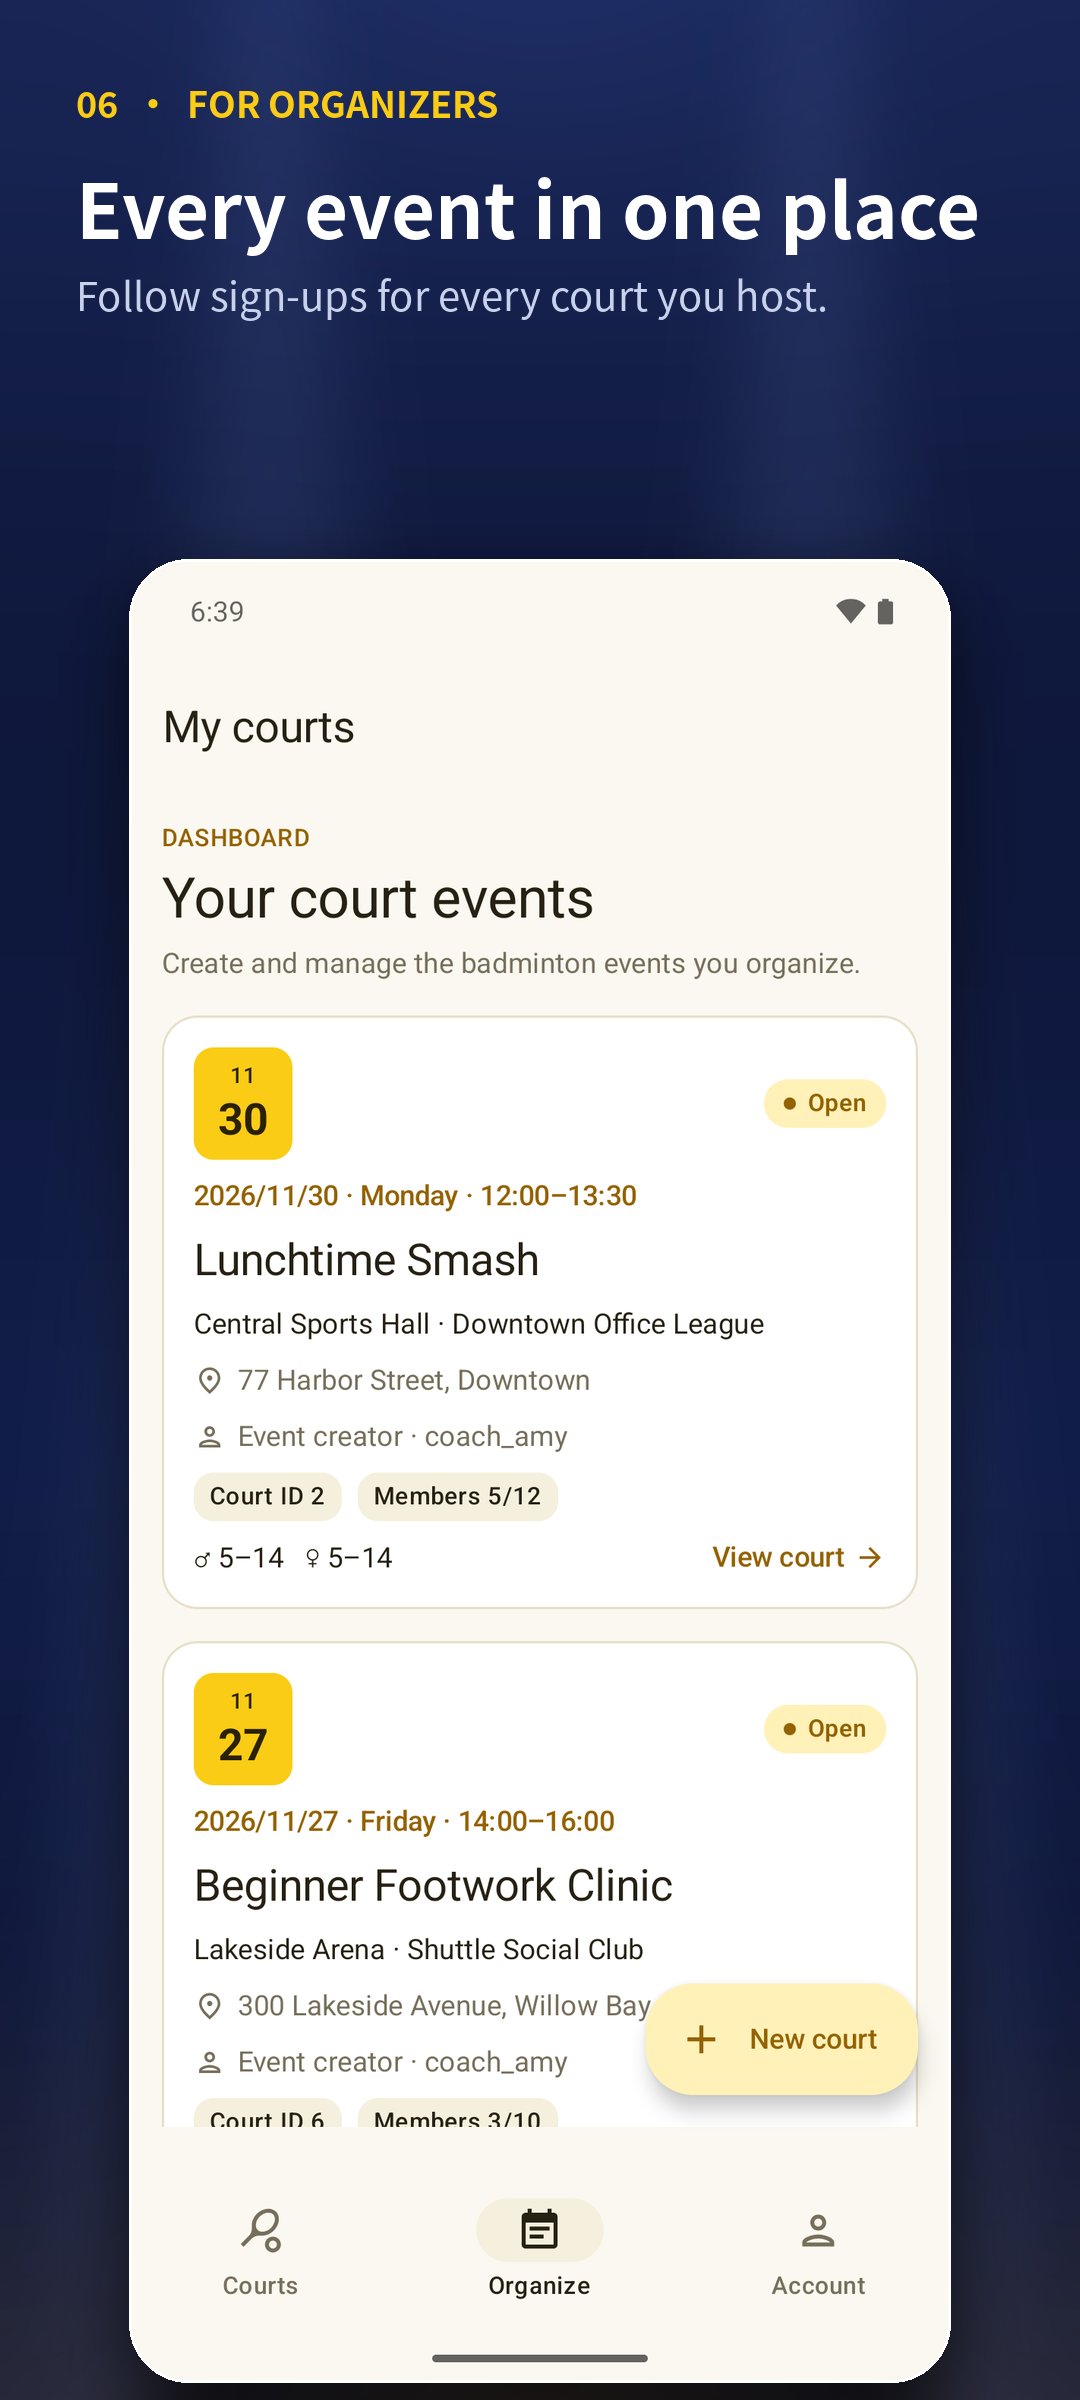 06 • FOR ORGANIZERS
Every event in one place
Follow sign-ups for every court you host.
6:39
My courts
DASHBOARD
Your court events
Create and manage the badminton events you organize.
11
30
Open
2026/11/30 · Monday · 12:00–13:30
Lunchtime Smash
Central Sports Hall · Downtown Office League
77 Harbor Street, Downtown
Event creator · coach_amy
Court ID 2 Members 5/12
♂ 5–14 ♀ 5–14 View court →
11
27
Open
2026/11/27 · Friday · 14:00–16:00
Beginner Footwork Clinic
Lakeside Arena · Shuttle Social Club
300 Lakeside Avenue, Willow Bay
Event creator · coach_amy
+ New court
Court ID 6 Members 3/10
Courts Organize Account